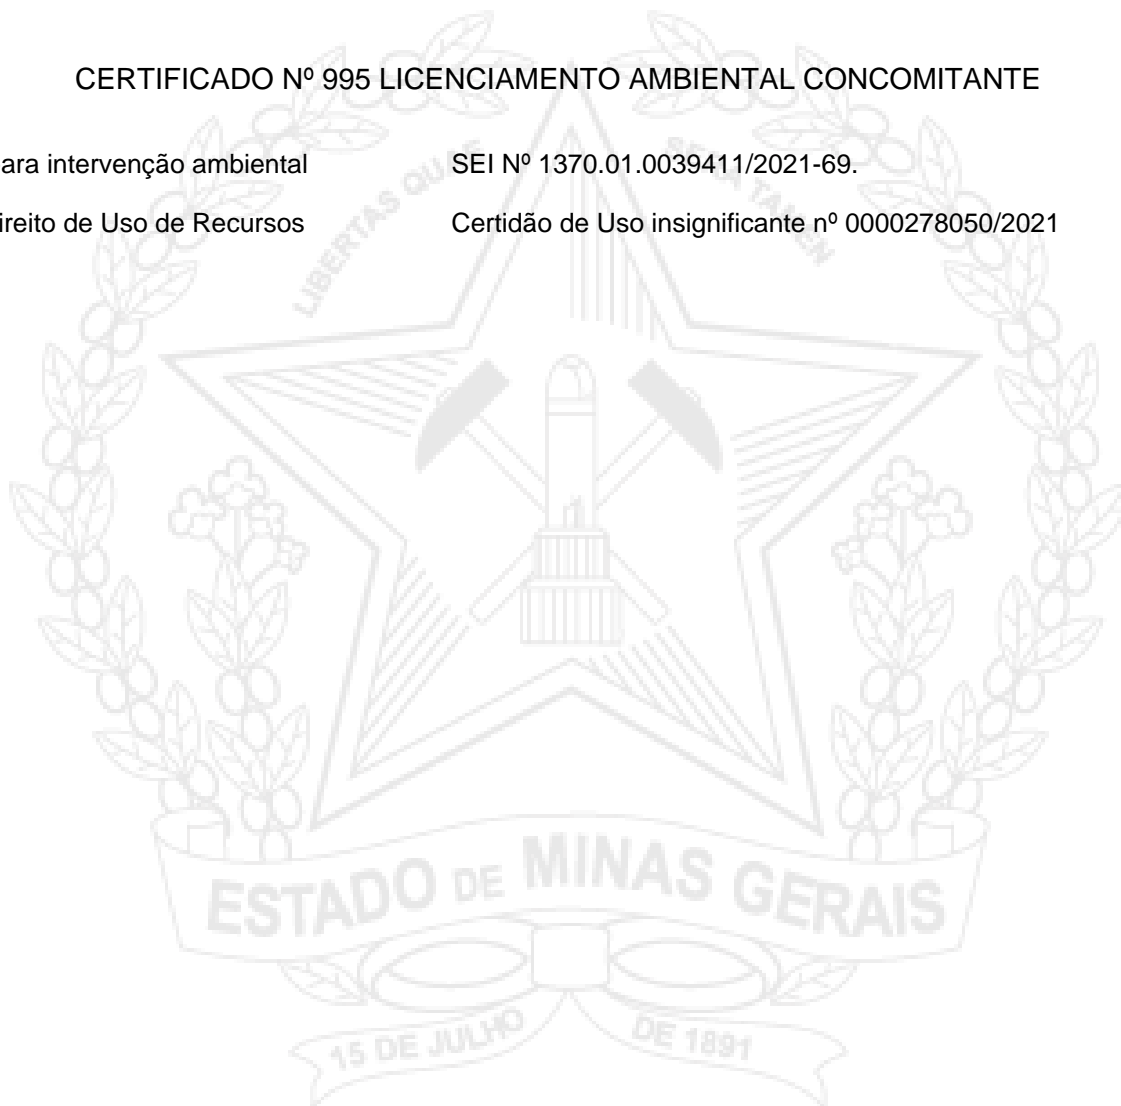 CERTIFICADO Nº 995 LICENCIAMENTO AMBIENTAL CONCOMITANTE
ara intervenção ambiental SEI Nº 1370.01.0039411/2021-69.
ireito de Uso de Recursos Certidão de Uso insignificante nº 0000278050/2021
LIBERTAS QUAE SERA TAMEN
ESTADO DE MINAS GERAIS
15 DE JULHO DE 1891